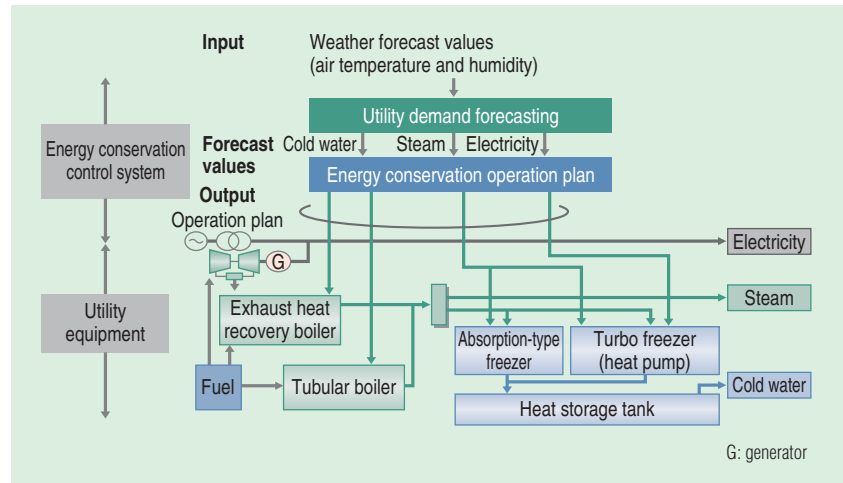 Input
Weather forecast values
(air temperature and humidity)
Utility demand forecasting
Energy conservation
control system
Forecast
values
Cold water
Steam
Electricity
Energy conservation operation plan
Output
Operation plan
G
Electricity
Utility
equipment
Exhaust heat
recovery boiler
Steam
Absorption-type
freezer
Turbo freezer
(heat pump)
Fuel
Tubular boiler
Cold water
Heat storage tank
G: generator